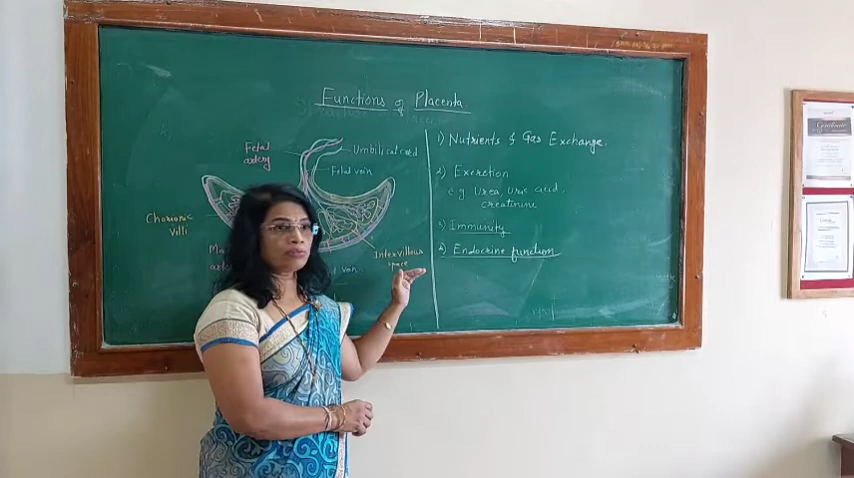 Functions of Placenta
Fetal
artery
Umbilical cord
Fetal vein
Chorionic
Villi
Intervillous
space
vein
1) Nutrients & Gas Exchange.
2) Excretion
e.g Urea, Uric acid,
creatinine
3) Immunity
4) Endocrine function